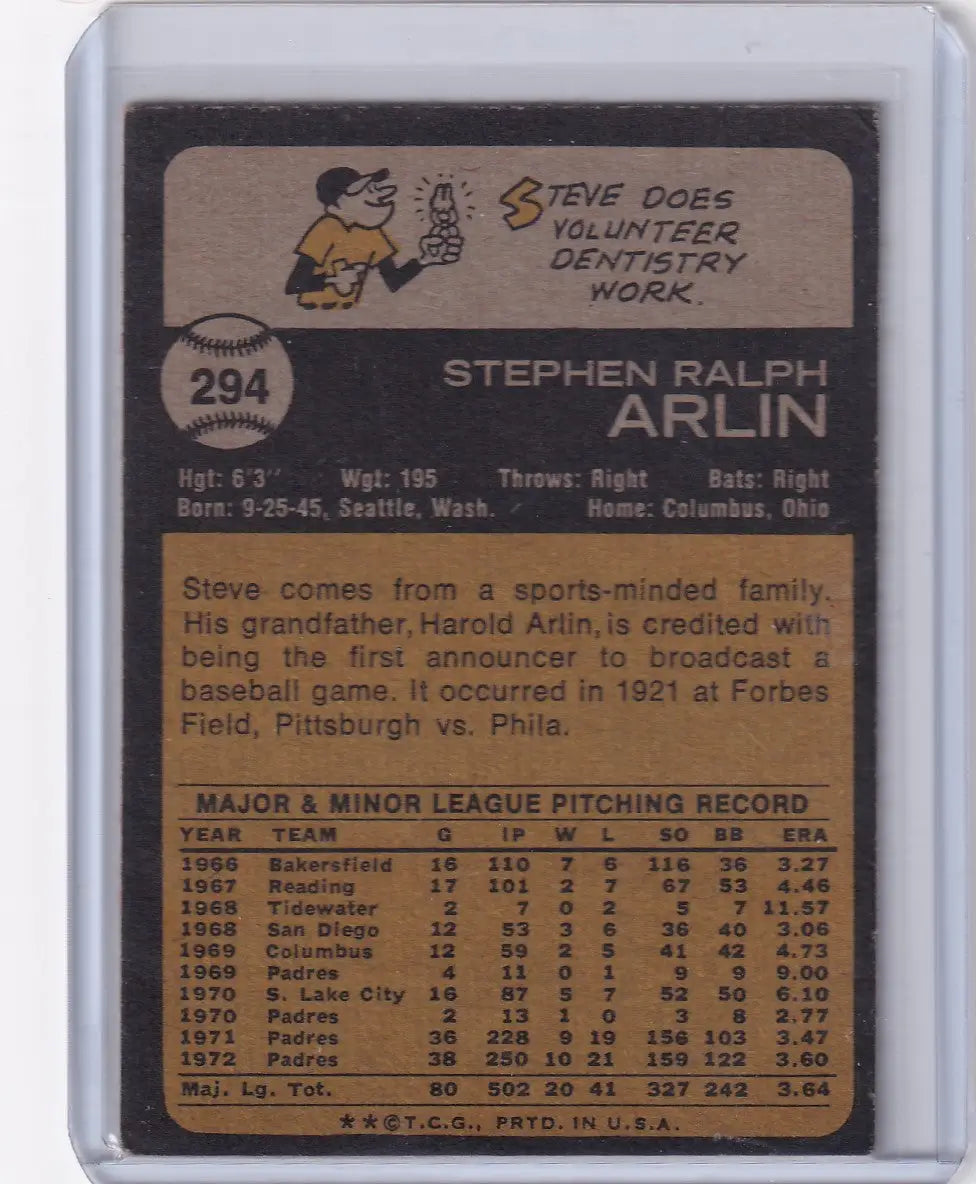 STEVE DOES
VOLUNTEER
DENTISTRY
WORK.
294
STEPHEN RALPH
ARLIN
Hgt: 6'3" Wgt: 195 Throws: Right Bats: Right
Born: 9-25-45, Seattle, Wash. Home: Columbus, Ohio
Steve comes from a sports-minded family.
His grandfather, Harold Arlin, is credited with
being the first announcer to broadcast a
baseball game. It occurred in 1921 at Forbes
Field, Pittsburgh vs. Phila.
MAJOR & MINOR LEAGUE PITCHING RECORD
YEAR TEAM G IP W L SO BB ERA
1966 Bakersfield 16 110 7 6 116 36 3.27
1967 Reading 17 101 2 7 67 53 4.46
1968 Tidewater 2 7 0 2 5 7 11.57
1968 San Diego 12 53 3 6 36 40 3.06
1969 Columbus 12 59 2 5 41 42 4.73
1969 Padres 4 11 0 1 9 9 9.00
1970 S. Lake City 16 87 5 7 52 50 6.10
1970 Padres 2 13 1 0 3 8 2.77
1971 Padres 36 228 9 19 156 103 3.47
1972 Padres 38 250 10 21 159 122 3.60
Maj. Lg. Tot. 80 502 20 41 327 242 3.64
**©T.C.G., PRTD. IN U.S.A.